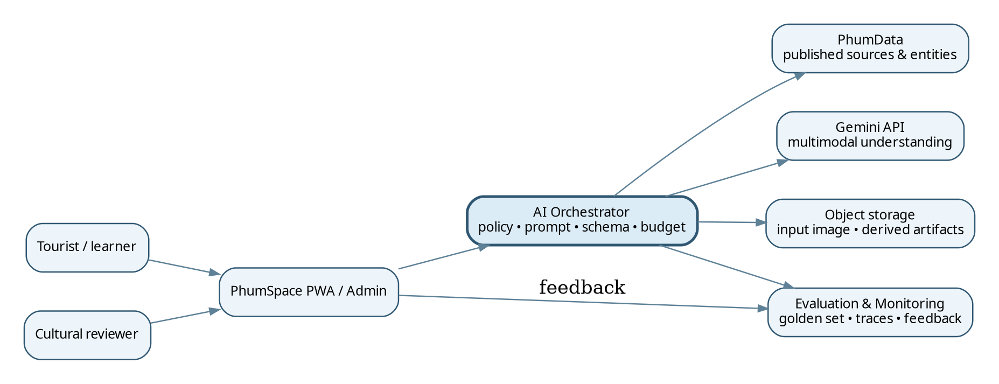 PhumData
published sources & entities
Gemini API
multimodal understanding
AI Orchestrator
policy • prompt • schema • budget
Object storage
input image • derived artifacts
Tourist / learner
PhumSpace PWA / Admin
feedback
Evaluation & Monitoring
golden set • traces • feedback
Cultural reviewer